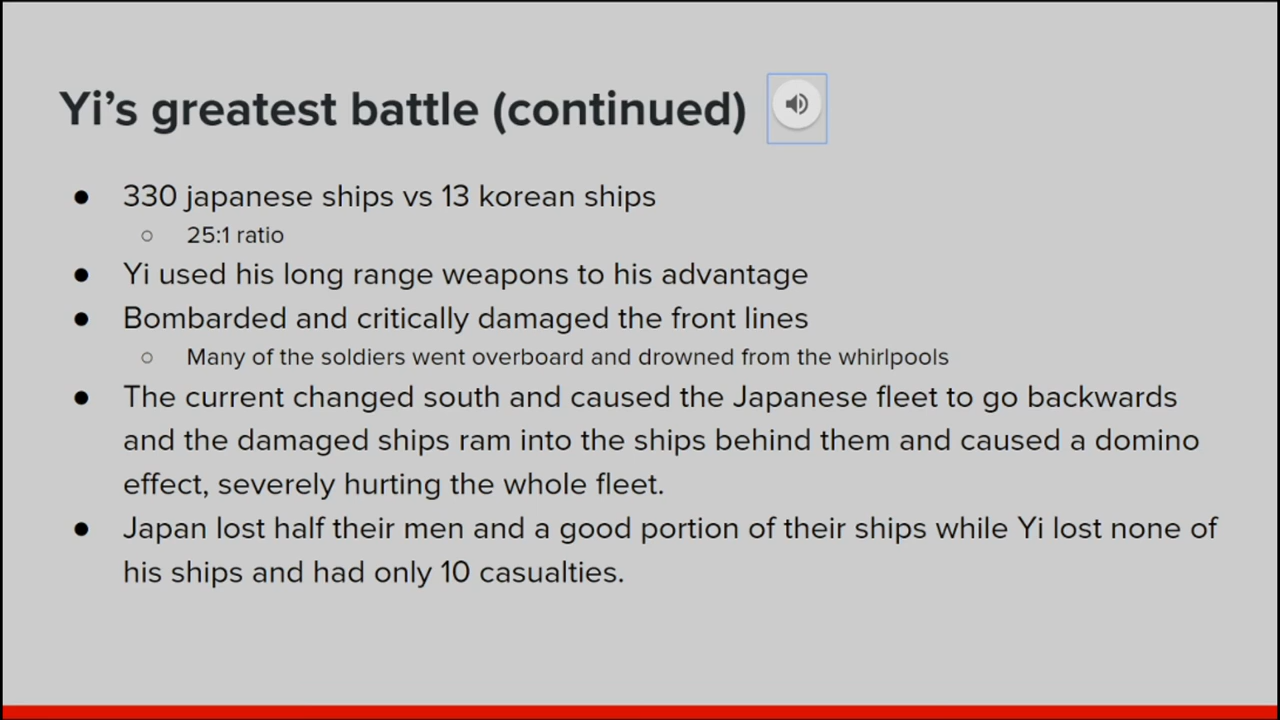 Yi’s greatest battle (continued)
● 330 japanese ships vs 13 korean ships
○ 25:1 ratio
● Yi used his long range weapons to his advantage
● Bombarded and critically damaged the front lines
○ Many of the soldiers went overboard and drowned from the whirlpools
● The current changed south and caused the Japanese fleet to go backwards
and the damaged ships ram into the ships behind them and caused a domino
effect, severely hurting the whole fleet.
● Japan lost half their men and a good portion of their ships while Yi lost none of
his ships and had only 10 casualties.